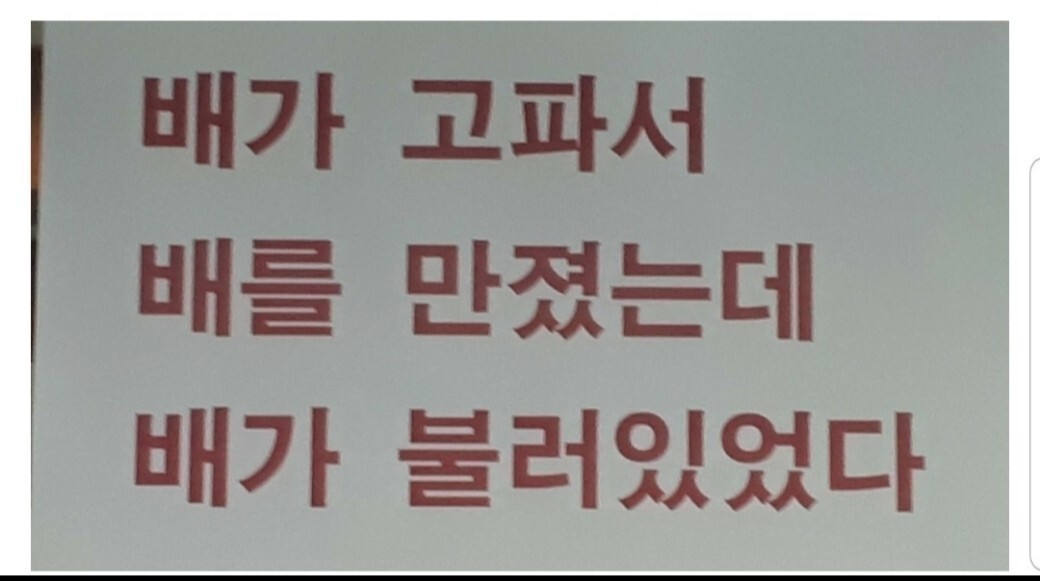 배가 고파서
배를 만졌는데
배가 불러있었다